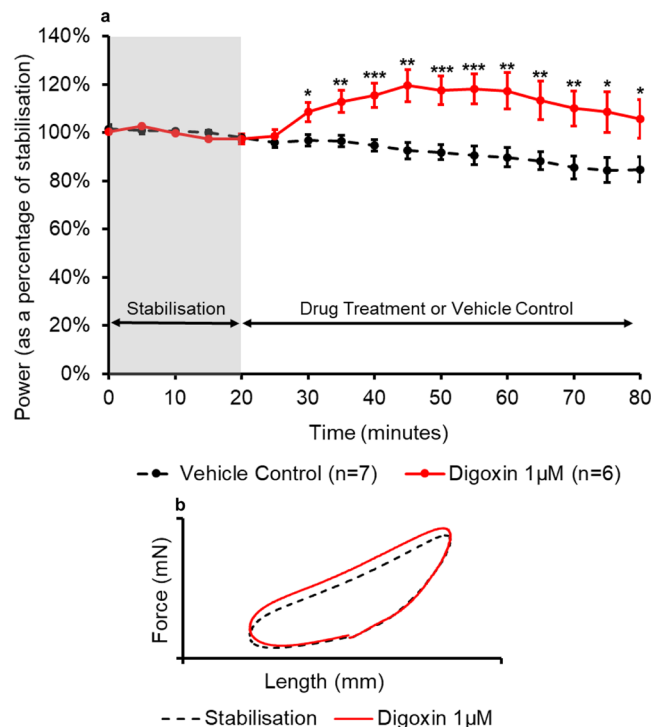 a
140%
120%
100%
80%
60%
40%
20%
0%
Power (as a percentage of stabilisation)
* ** *** ** *** *** ** ** ** * *
Stabilisation
Drug Treatment or Vehicle Control
0 10 20 30 40 50 60 70 80
Time (minutes)
Vehicle Control (n=7) Digoxin 1µM (n=6)
b
Force (mN)
Length (mm)
Stabilisation Digoxin 1µM